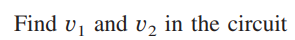 Find v₁ and v₂ in the circuit